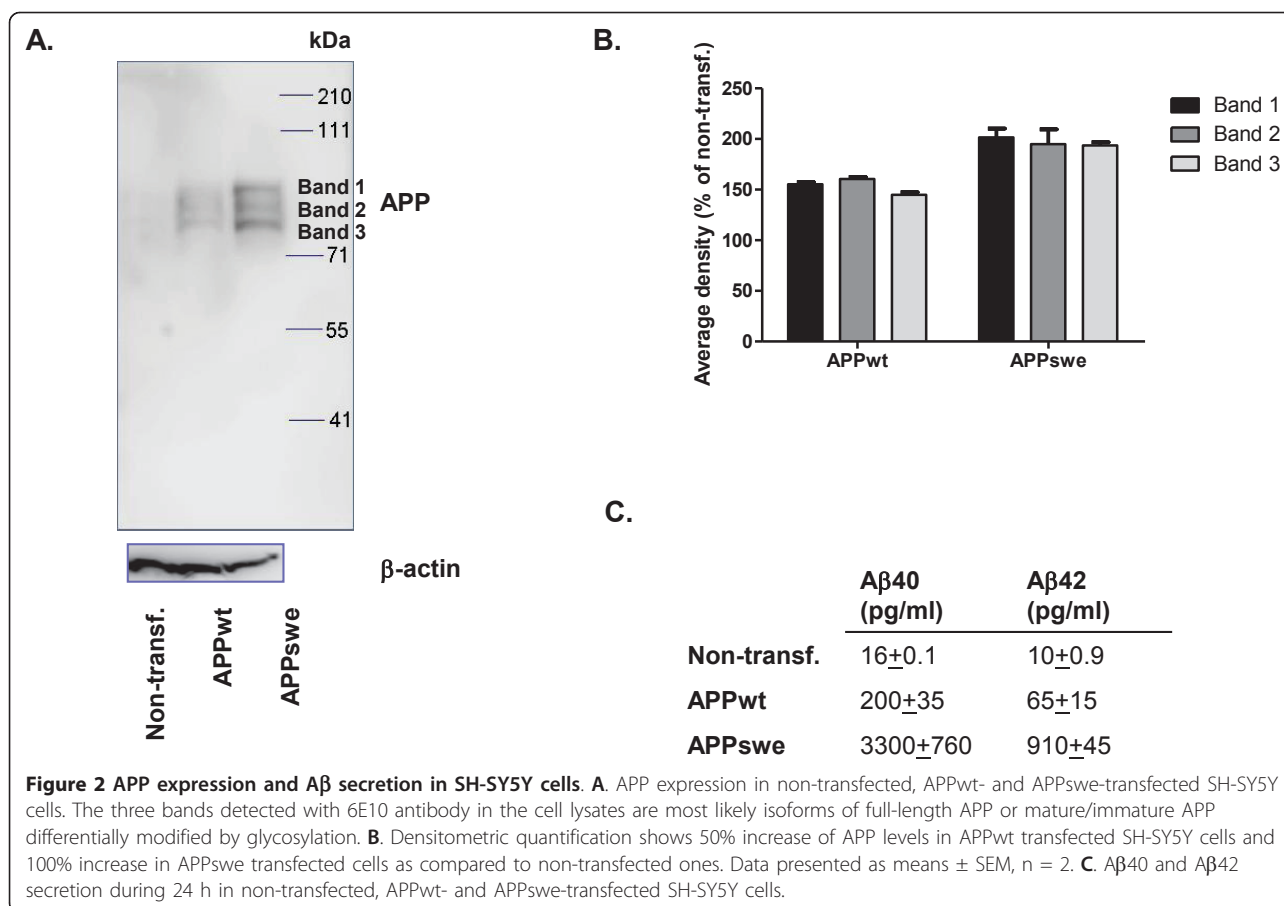 A.
kDa
210
111
Band 1
Band 2
Band 3
APP
71
55
41
β-actin
Non-transf.
APPwt
APPswe
B.
Average density (% of non-transf.)
250
200
150
100
50
0
APPwt
APPswe
Band 1
Band 2
Band 3
C.
Aβ40 (pg/ml)
Aβ42 (pg/ml)
Non-transf. 16±0.1 10±0.9
APPwt 200±35 65±15
APPswe 3300±760 910±45
Figure 2 APP expression and Aβ secretion in SH-SY5Y cells. A. APP expression in non-transfected, APPwt- and APPswe-transfected SH-SY5Y
cells. The three bands detected with 6E10 antibody in the cell lysates are most likely isoforms of full-length APP or mature/immature APP
differentially modified by glycosylation. B. Densitometric quantification shows 50% increase of APP levels in APPwt transfected SH-SY5Y cells and
100% increase in APPswe transfected cells as compared to non-transfected ones. Data presented as means ± SEM, n = 2. C. Aβ40 and Aβ42
secretion during 24 h in non-transfected, APPwt- and APPswe-transfected SH-SY5Y cells.